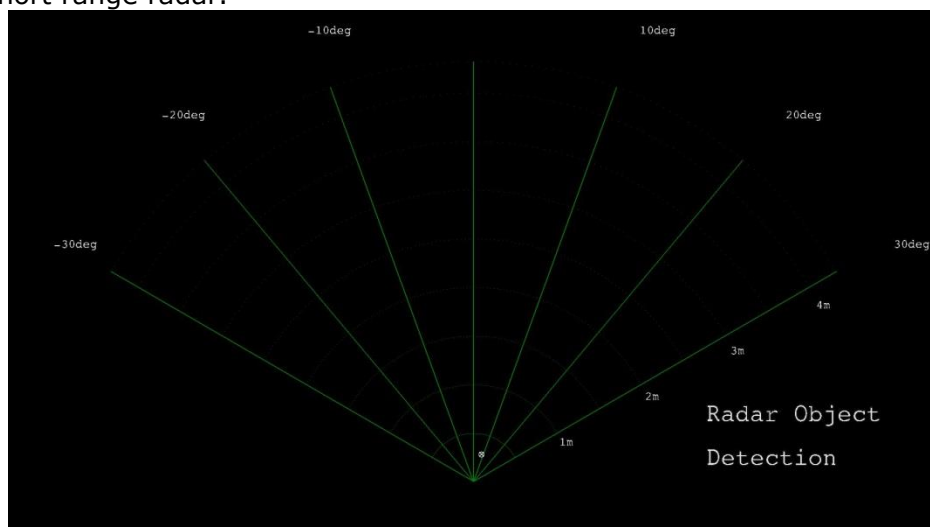 -10deg 10deg
-20deg 20deg
-30deg 30deg
4m
3m
2m
Radar Object
1m
Detection